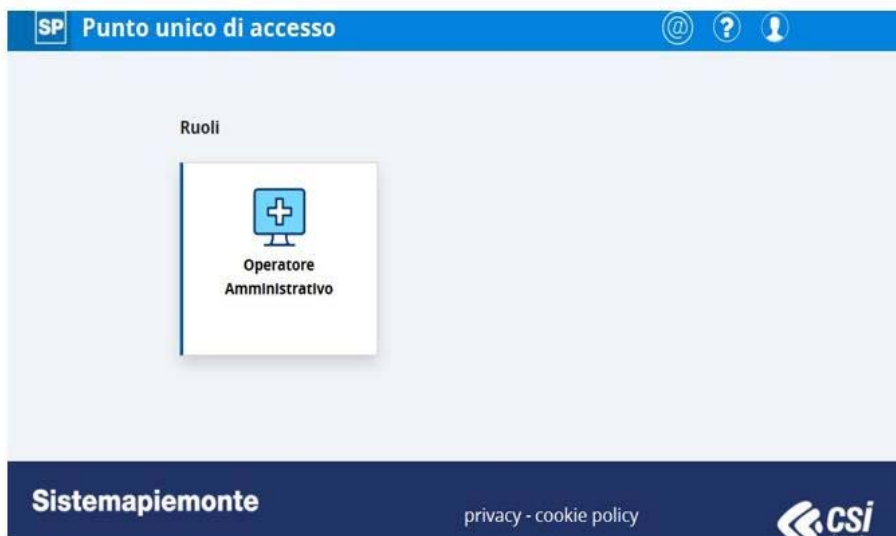 SP Punto unico di accesso @ ?
Ruoli
Operatore
Amministrativo
Sistemapiemonte
privacy - cookie policy
csi